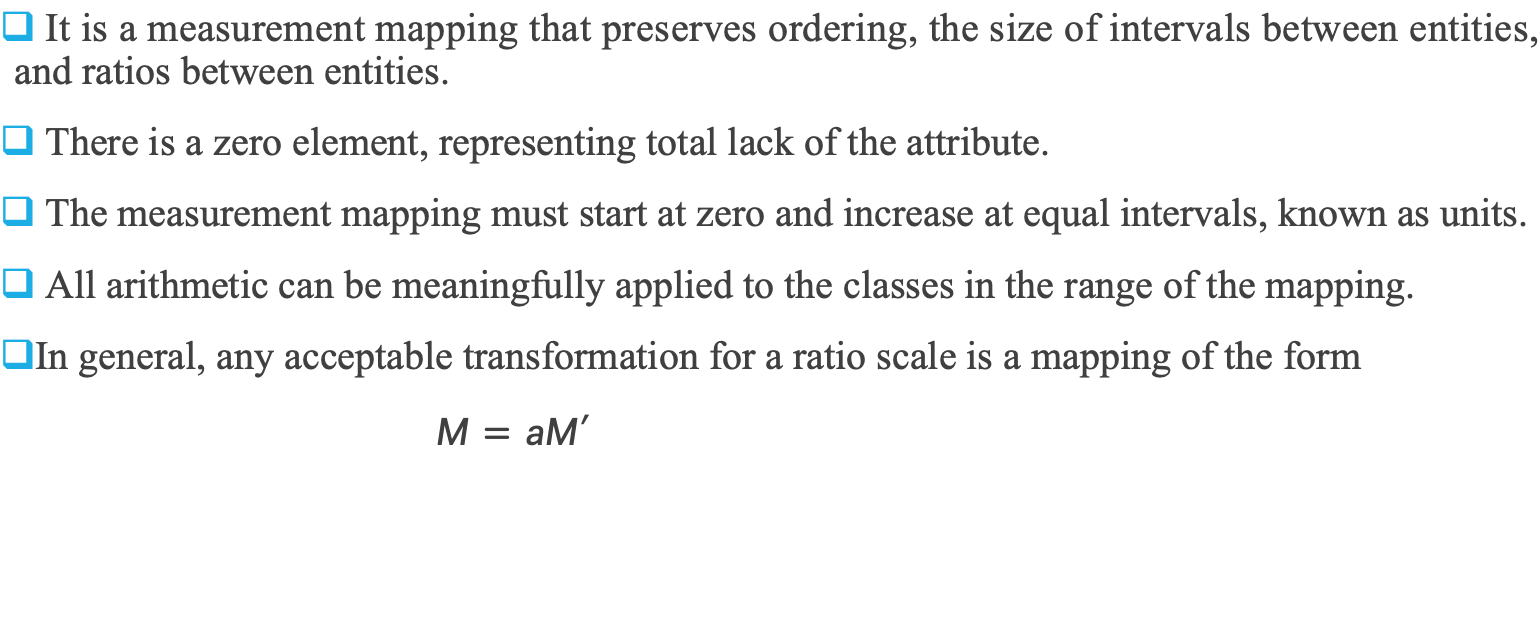 ❑ It is a measurement mapping that preserves ordering, the size of intervals between entities,
and ratios between entities.
❑ There is a zero element, representing total lack of the attribute.
❑ The measurement mapping must start at zero and increase at equal intervals, known as units.
❑ All arithmetic can be meaningfully applied to the classes in the range of the mapping.
❑In general, any acceptable transformation for a ratio scale is a mapping of the form
M = aM′